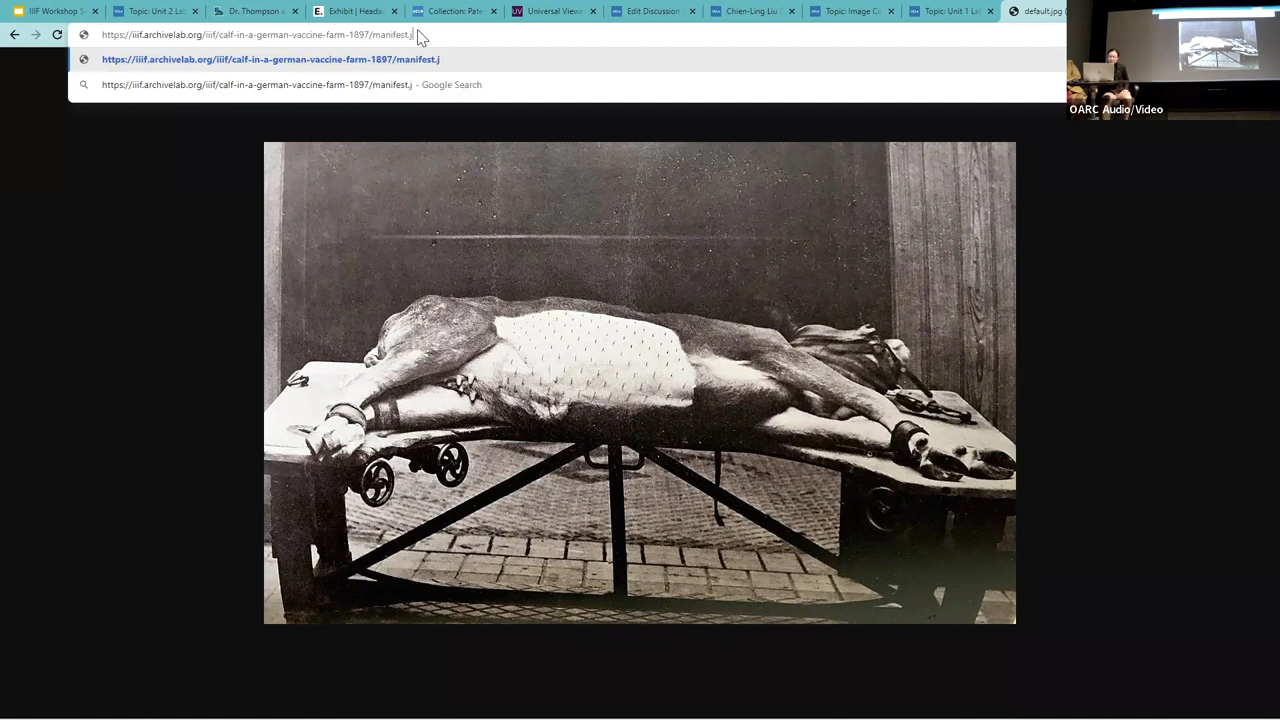 IIIF Workshop S
Topic: Unit 2 La
Dr. Thompson a
Exhibit | Heada
Collection: Pate
Universal Viewe
Edit Discussion
Chien-Ling Liu Z
Topic: Image Co
Topic: Unit 1 La
default.jpg (
https://iiif.archivelab.org/iiif/calf-in-a-german-vaccine-farm-1897/manifest.j
https://iiif.archivelab.org/iiif/calf-in-a-german-vaccine-farm-1897/manifest.j
https://iiif.archivelab.org/iiif/calf-in-a-german-vaccine-farm-1897/manifest.j - Google Search
OARC Audio/Video